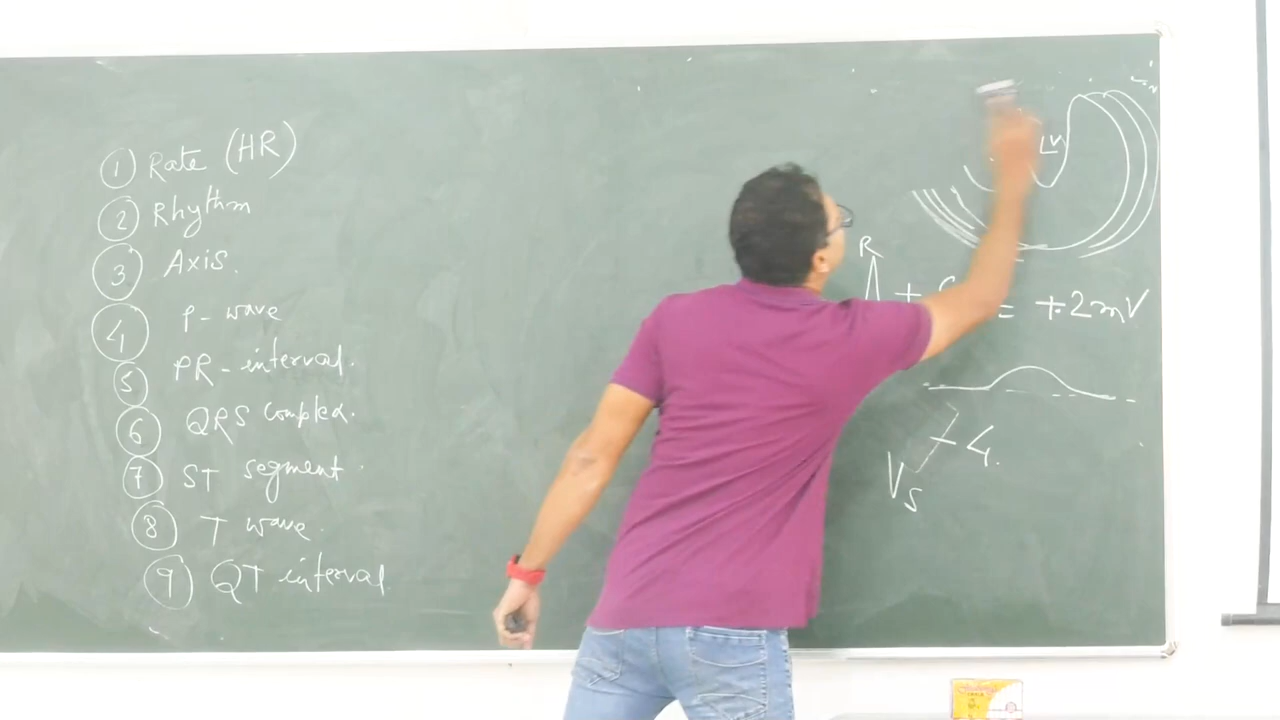 ① Rate (HR)
② Rhythm
③ Axis.
④ P-wave
⑤ PR-interval.
⑥ QRS complex.
⑦ ST segment.
⑧ T wave.
⑨ QT interval.
LV
R
+ = +2mV
+4.
VS